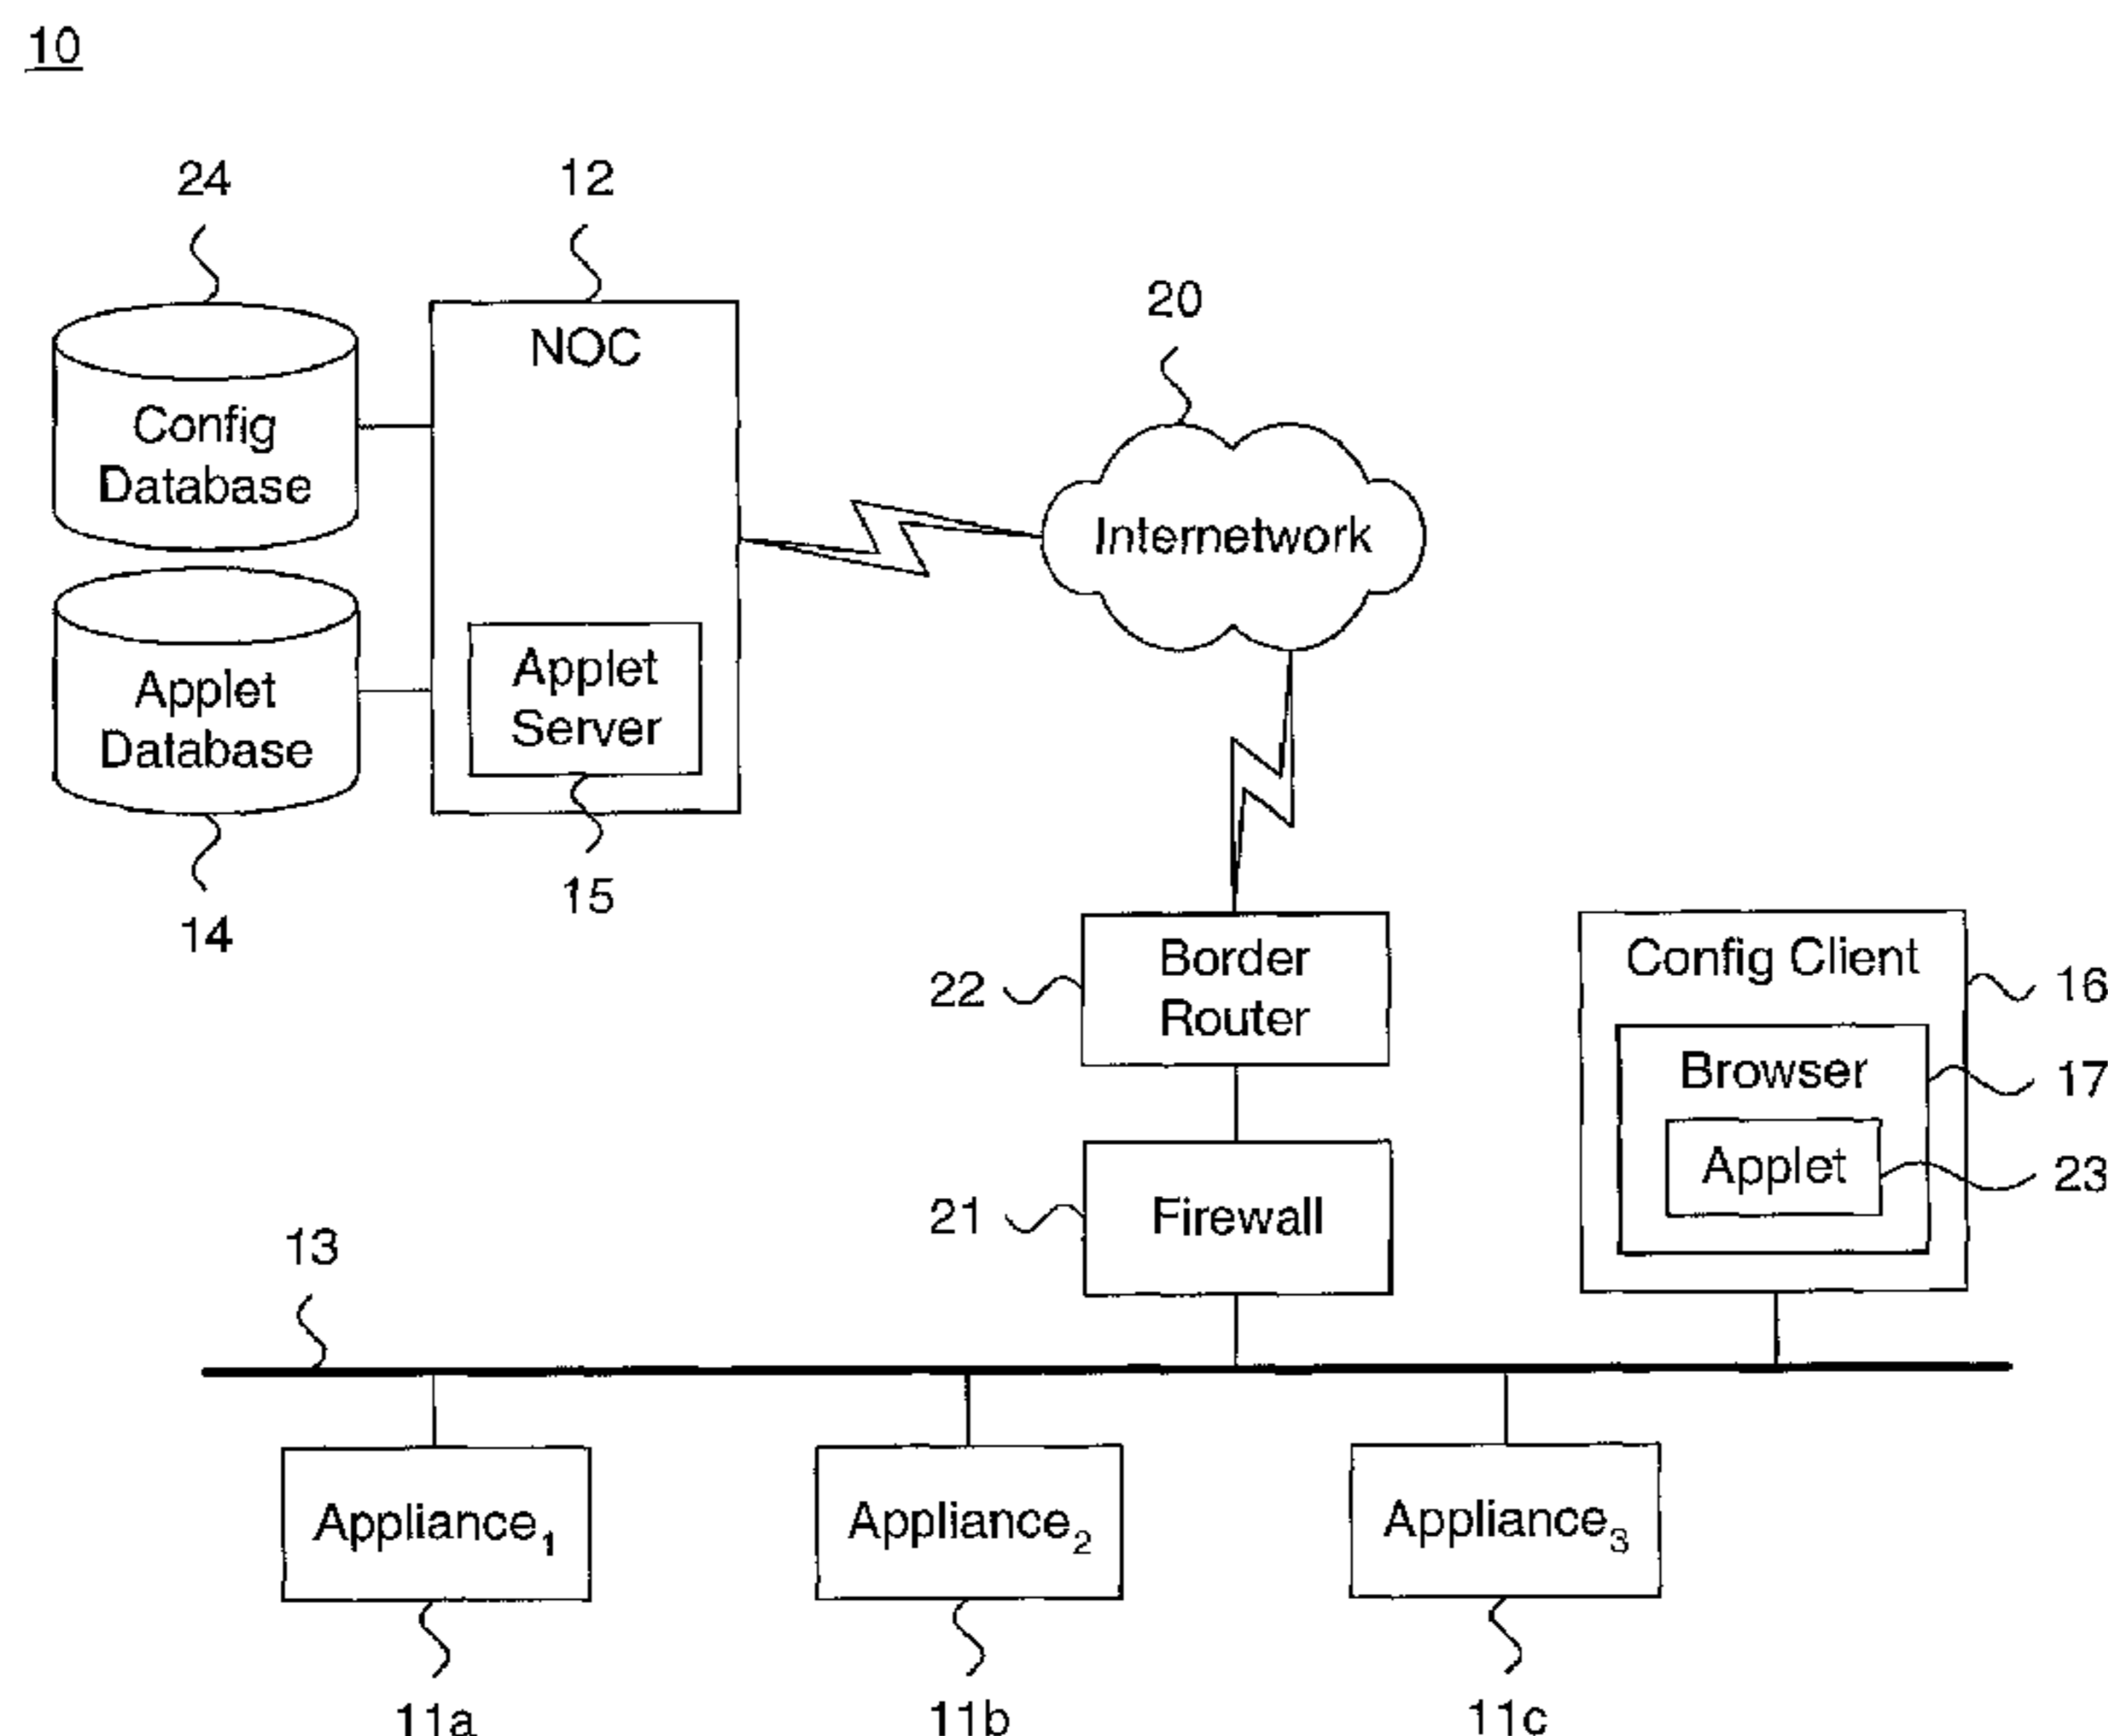 10
24
12
20
NOC
Config
Database
Internetwork
Applet
Server
Applet
Database
15
14
Border
Router
22
Config Client
16
Browser
17
Applet
23
Firewall
21
13
Appliance1
Appliance2
Appliance3
11a
11b
11c